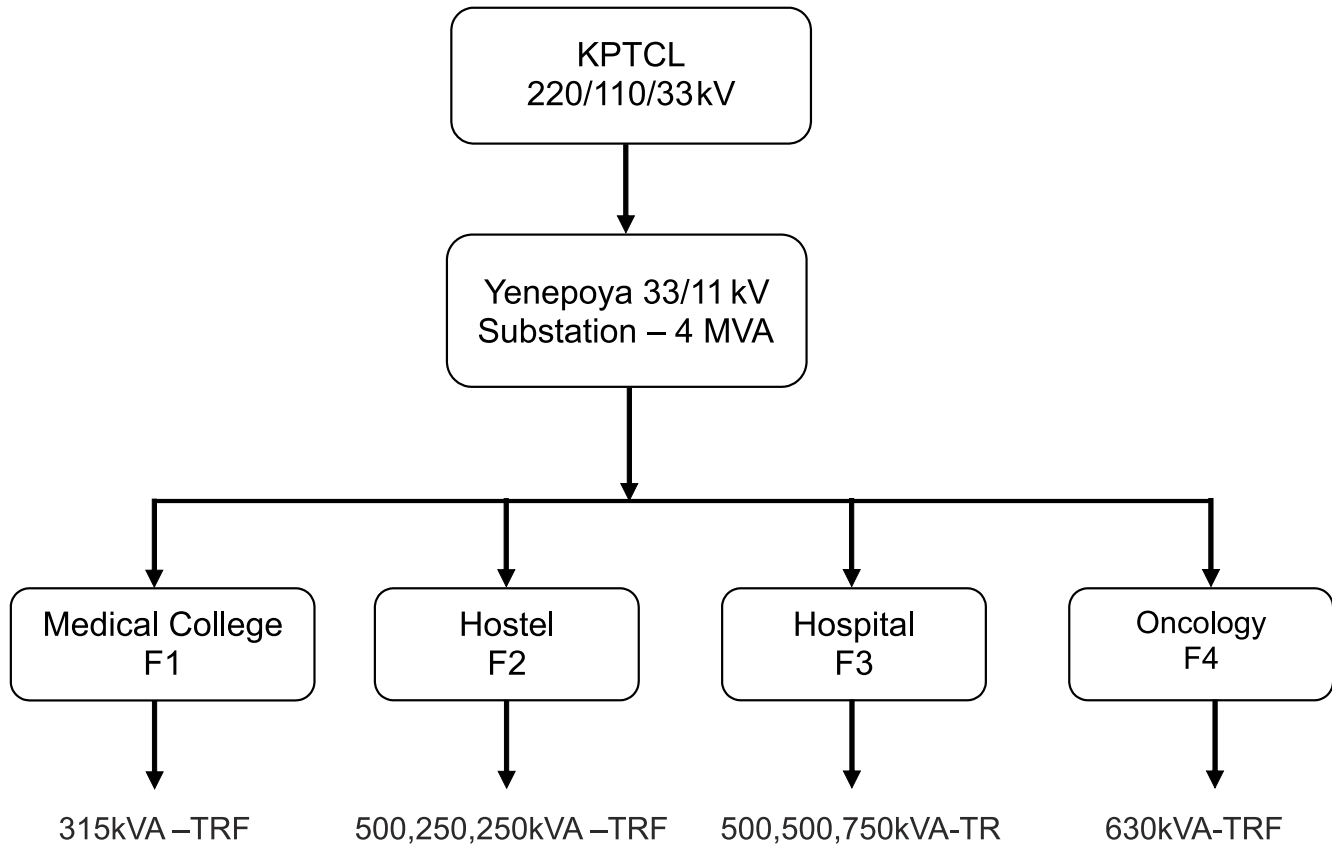 KPTCL
220/110/33kV
Yenepoya 33/11 kV
Substation – 4 MVA
Medical College
F1
Hostel
F2
Hospital
F3
Oncology
F4
315kVA –TRF
500,250,250kVA –TRF
500,500,750kVA-TR
630kVA-TRF